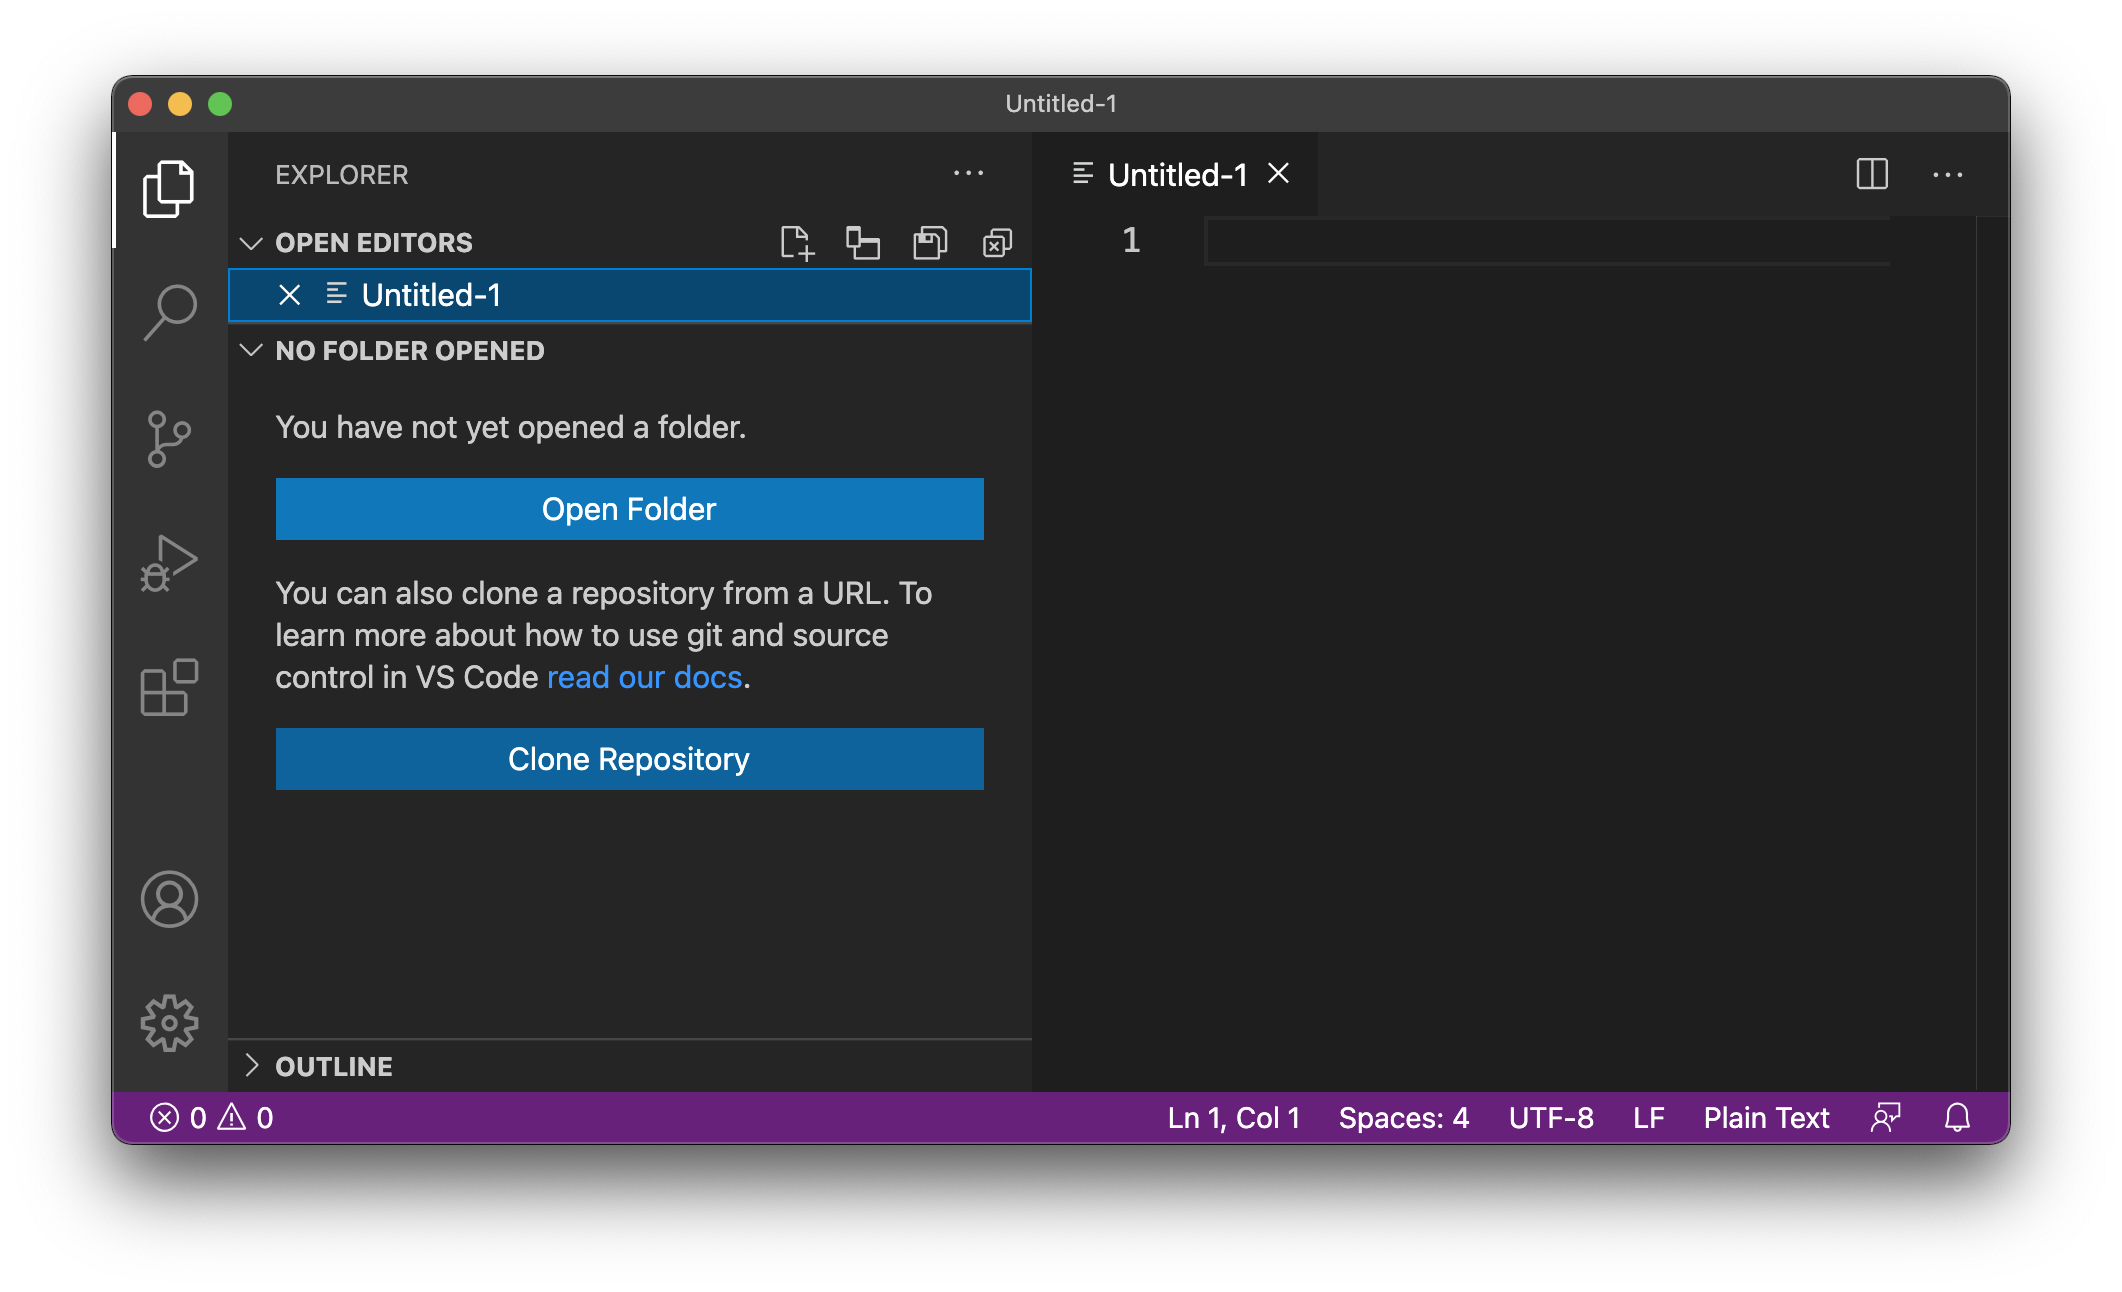 Untitled-1
EXPLORER
OPEN EDITORS
Untitled-1
NO FOLDER OPENED
You have not yet opened a folder.
Open Folder
You can also clone a repository from a URL. To
learn more about how to use git and source
control in VS Code read our docs.
Clone Repository
OUTLINE
Untitled-1
1
0 0
Ln 1, Col 1 Spaces: 4 UTF-8 LF Plain Text